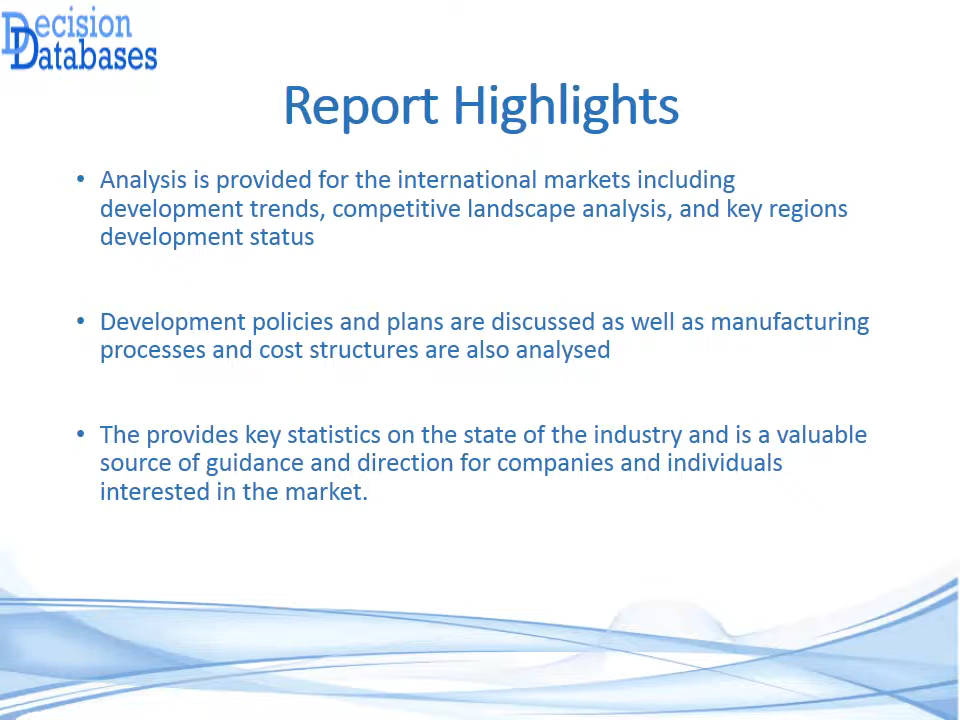 Decision
Databases
Report Highlights
• Analysis is provided for the international markets including
development trends, competitive landscape analysis, and key regions
development status
• Development policies and plans are discussed as well as manufacturing
processes and cost structures are also analysed
• The provides key statistics on the state of the industry and is a valuable
source of guidance and direction for companies and individuals
interested in the market.